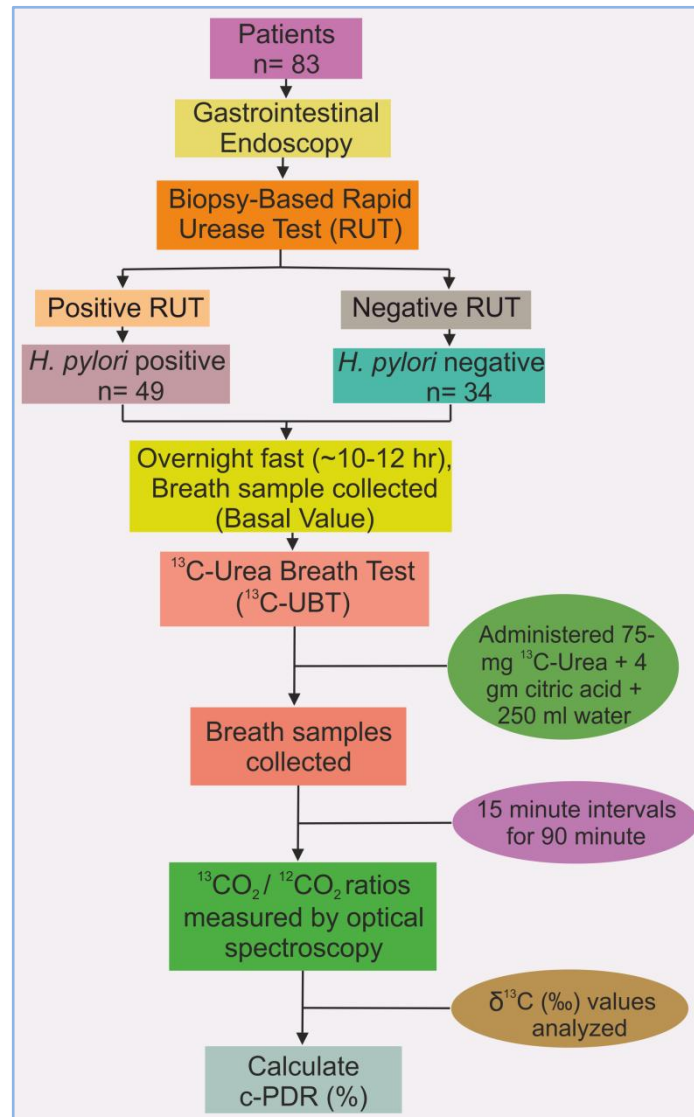 Patients
n= 83
Gastrointestinal
Endoscopy
Biopsy-Based Rapid
Urease Test (RUT)
Positive RUT
Negative RUT
H. pylori positive
n= 49
H. pylori negative
n= 34
Overnight fast (~10-12 hr),
Breath sample collected
(Basal Value)
¹³C-Urea Breath Test
(¹³C-UBT)
Administered 75-
mg ¹³C-Urea + 4
gm citric acid +
250 ml water
Breath samples
collected
15 minute intervals
for 90 minute
¹³CO₂ / ¹²CO₂ ratios
measured by optical
spectroscopy
δ¹³C (‰) values
analyzed
Calculate
c-PDR (%)